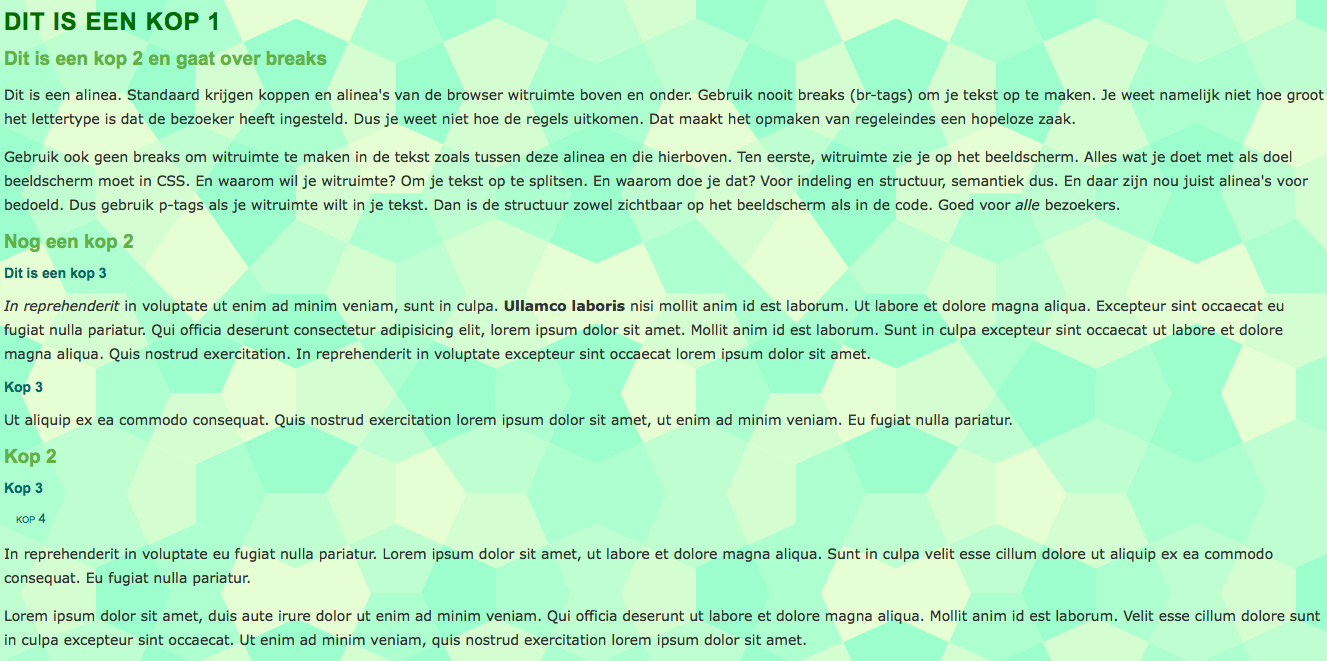 DIT IS EEN KOP 1
Dit is een kop 2 en gaat over breaks
Dit is een alinea. Standaard krijgen koppen en alinea's van de browser witruimte boven en onder. Gebruik nooit breaks (br-tags) om je tekst op te maken. Je weet namelijk niet hoe groot
het lettertype is dat de bezoeker heeft ingesteld. Dus je weet niet hoe de regels uitkomen. Dat maakt het opmaken van regeleindes een hopeloze zaak.
Gebruik ook geen breaks om witruimte te maken in de tekst zoals tussen deze alinea en die hierboven. Ten eerste, witruimte zie je op het beeldscherm. Alles wat je doet met als doel
beeldscherm moet in CSS. En waarom wil je witruimte? Om je tekst op te splitsen. En waarom doe je dat? Voor indeling en structuur, semantiek dus. En daar zijn nou juist alinea's voor
bedoeld. Dus gebruik p-tags als je witruimte wilt in je tekst. Dan is de structuur zowel zichtbaar op het beeldscherm als in de code. Goed voor alle bezoekers.
Nog een kop 2
Dit is een kop 3
In reprehenderit in voluptate ut enim ad minim veniam, sunt in culpa. Ullamco laboris nisi mollit anim id est laborum. Ut labore et dolore magna aliqua. Excepteur sint occaecat eu
fugiat nulla pariatur. Qui officia deserunt consectetur adipisicing elit, lorem ipsum dolor sit amet. Mollit anim id est laborum. Sunt in culpa excepteur sint occaecat ut labore et dolore
magna aliqua. Quis nostrud exercitation. In reprehenderit in voluptate excepteur sint occaecat lorem ipsum dolor sit amet.
Kop 3
Ut aliquip ex ea commodo consequat. Quis nostrud exercitation lorem ipsum dolor sit amet, ut enim ad minim veniam. Eu fugiat nulla pariatur.
Kop 2
Kop 3
KOP 4
In reprehenderit in voluptate eu fugiat nulla pariatur. Lorem ipsum dolor sit amet, ut labore et dolore magna aliqua. Sunt in culpa velit esse cillum dolore ut aliquip ex ea commodo
consequat. Eu fugiat nulla pariatur.
Lorem ipsum dolor sit amet, duis aute irure dolor ut enim ad minim veniam. Qui officia deserunt ut labore et dolore magna aliqua. Mollit anim id est laborum. Velit esse cillum dolore sunt
in culpa excepteur sint occaecat. Ut enim ad minim veniam, quis nostrud exercitation lorem ipsum dolor sit amet.